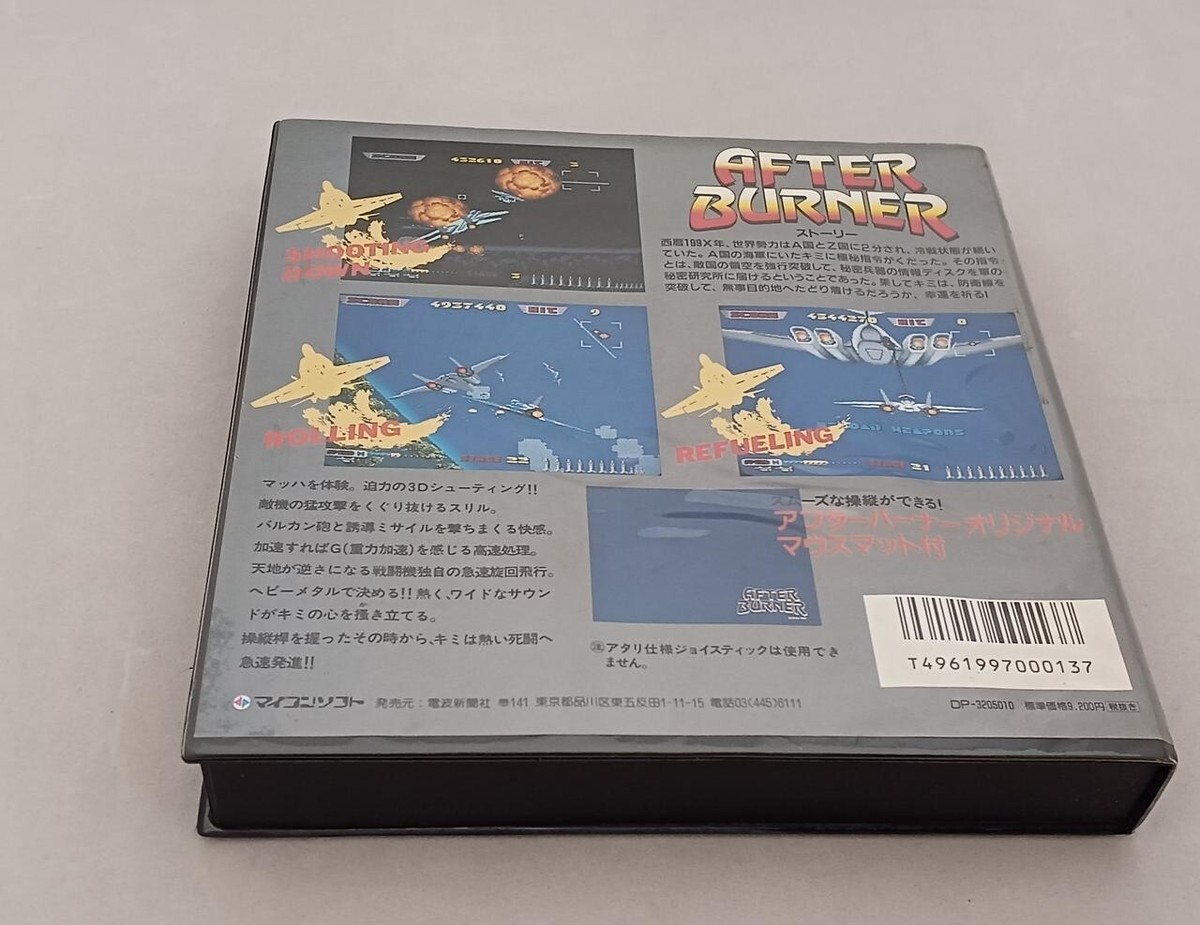 AFTER
BURNER
ストーリー
西暦199X年、世界勢力はA国とZ国に2分され、冷戦状態が続い
ていた。A国の海軍にいたキミに極秘指令がくだった。その指令
とは、敵国の領空を強行突破して、秘密兵器の情報ディスクを軍の
秘密研究所に届けるということであった。果してキミは、防衛線を
突破して、無事目的地へたどり着けるだろうか、幸運を祈る!
SCORE 432610 HIT
SHOOTING
DOWN
SCORE 4937440 HIT 9
ROLLING
STAGE 22
SCORE 4344270 HIT 0
REFUELING
LOAD WEAPONS
STAGE 21
マッハを体験。迫力の3Dシューティング!!
敵機の猛攻撃をくぐり抜けるスリル。
バルカン砲と誘導ミサイルを撃ちまくる快感。
加速すればG(重力加速)を感じる高速処理。
天地が逆さになる戦闘機独自の急速旋回飛行。
ヘビーメタルで決める!!熱く、ワイドなサウン
ドがキミの心を掻き立てる。
操縦桿を握ったその時から、キミは熱い死闘へ
急速発進!!
スムーズな操縦ができる!
アフターバーナーオリジナル
マウスマット付
AFTER
BURNER
㊟アタリ仕様ジョイスティックは使用でき
ません。
T4961997000137
マイコンソフト 発売元:電波新聞社 〒141 東京都品川区東五反田1-11-15 電話03(445)6111
DP-3205010 標準価格9,200円 税抜き